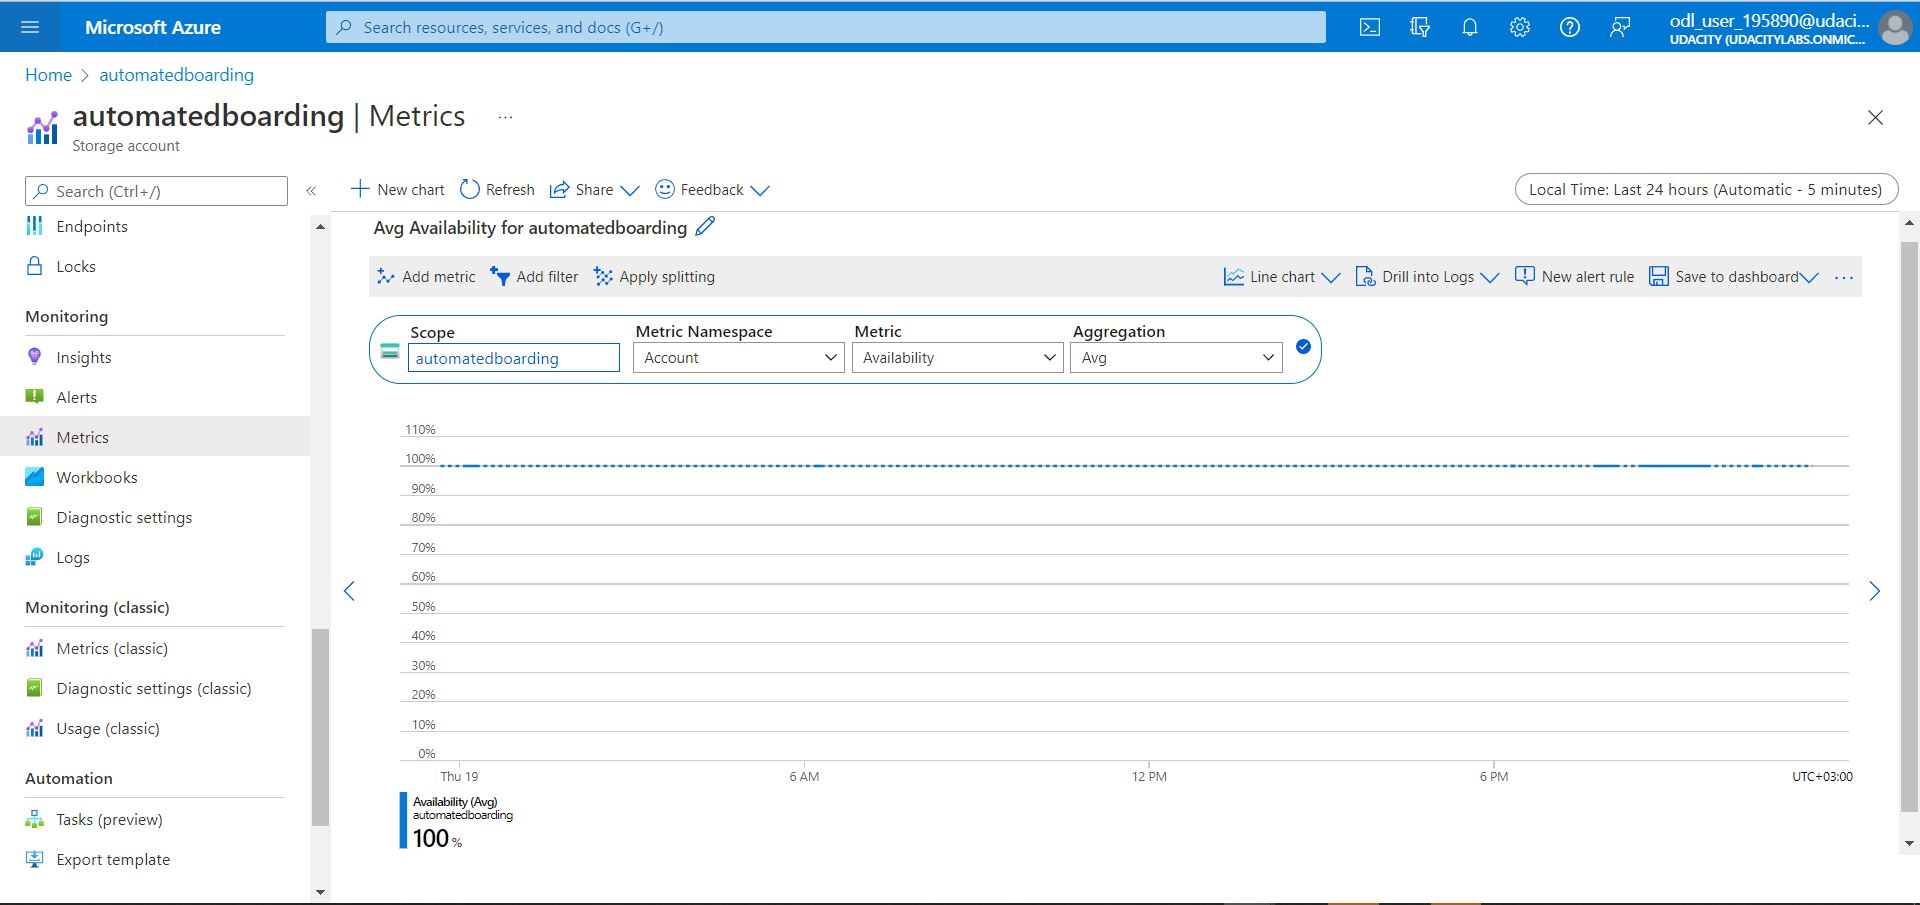 Microsoft Azure
Search resources, services, and docs (G+/)
odl_user_195890@udaci...
UDACITY (UDACITYLABS.ONMIC...
Home > automatedboarding
automatedboarding | Metrics ...
Storage account
Search (Ctrl+/)
«
New chart
Refresh
Share
Feedback
Local Time: Last 24 hours (Automatic - 5 minutes)
Endpoints
Locks
Monitoring
Insights
Alerts
Metrics
Workbooks
Diagnostic settings
Logs
Monitoring (classic)
Metrics (classic)
Diagnostic settings (classic)
Usage (classic)
Automation
Tasks (preview)
Export template
Avg Availability for automatedboarding
Add metric
Add filter
Apply splitting
Line chart
Drill into Logs
New alert rule
Save to dashboard
...
Scope
automatedboarding
Metric Namespace
Account
Metric
Availability
Aggregation
Avg
110%
100%
90%
80%
70%
60%
50%
40%
30%
20%
10%
0%
Thu 19
6 AM
12 PM
6 PM
UTC+03:00
Availability (Avg)
automatedboarding
100 %